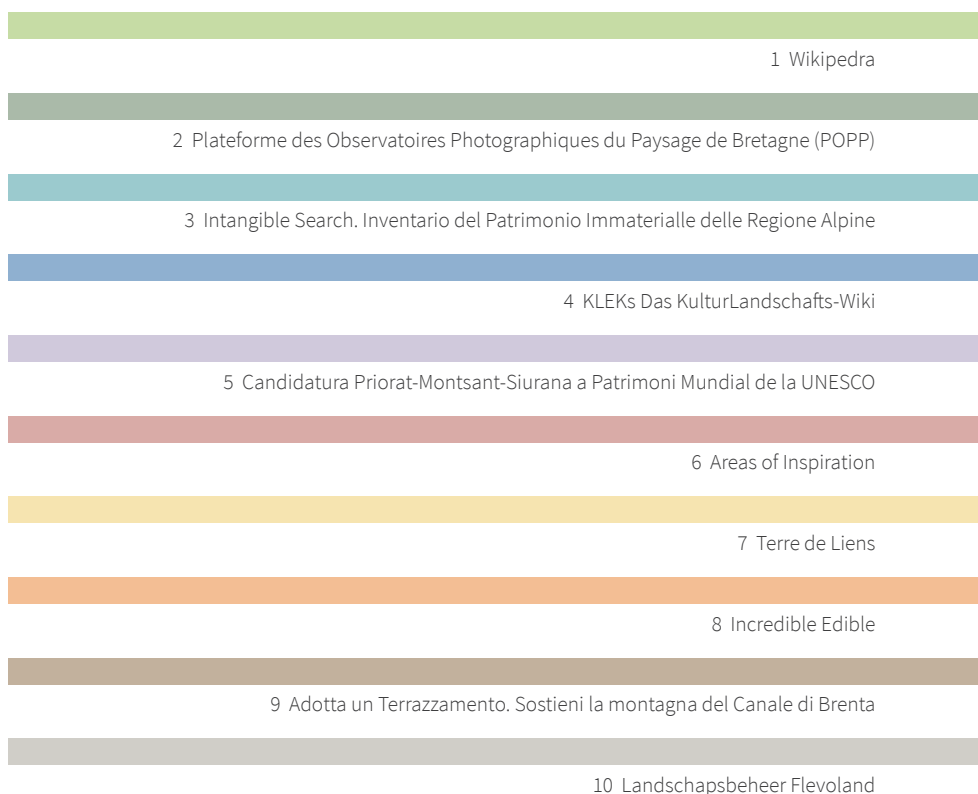 1 Wikipedra
2 Plateforme des Observatoires Photographiques du Paysage de Bretagne (POPP)
3 Intangible Search. Inventario del Patrimonio Immaterialle delle Regione Alpine
4 KLEKs Das KulturLandschafts-Wiki
5 Candidatura Priorat-Montsant-Siurana a Patrimoni Mundial de la UNESCO
6 Areas of Inspiration
7 Terre de Liens
8 Incredible Edible
9 Adotta un Terrazzamento. Sostieni la montagna del Canale di Brenta
10 Landschapsbeheer Flevoland